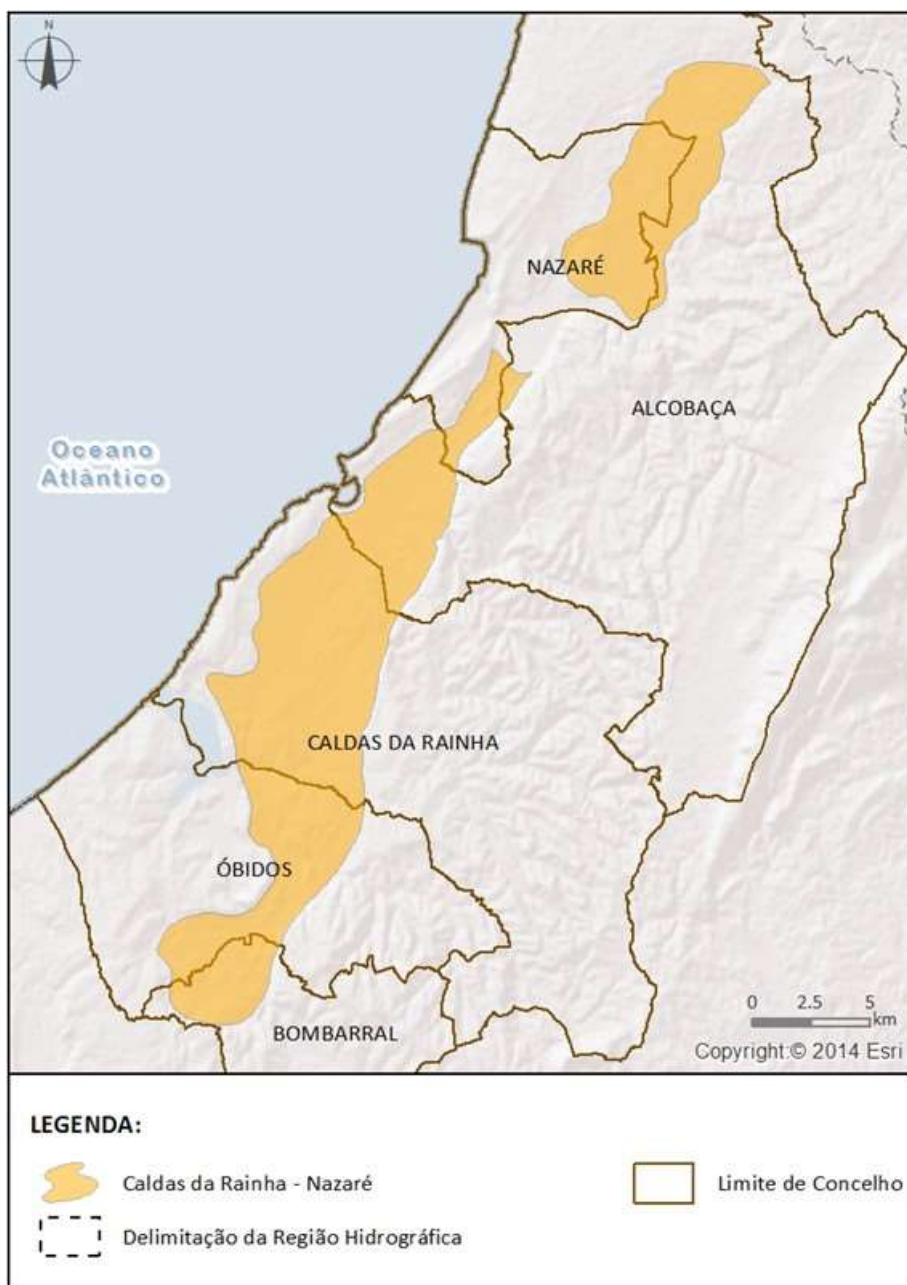 N
NAZARÉ
ALCOBAÇA
Oceano
Atlântico
CALDAS DA RAINHA
ÓBIDOS
BOMBARRAL
0 2.5 5
km
Copyright:© 2014 Esri
LEGENDA:
Caldas da Rainha - Nazaré
Limite de Concelho
Delimitação da Região Hidrográfica